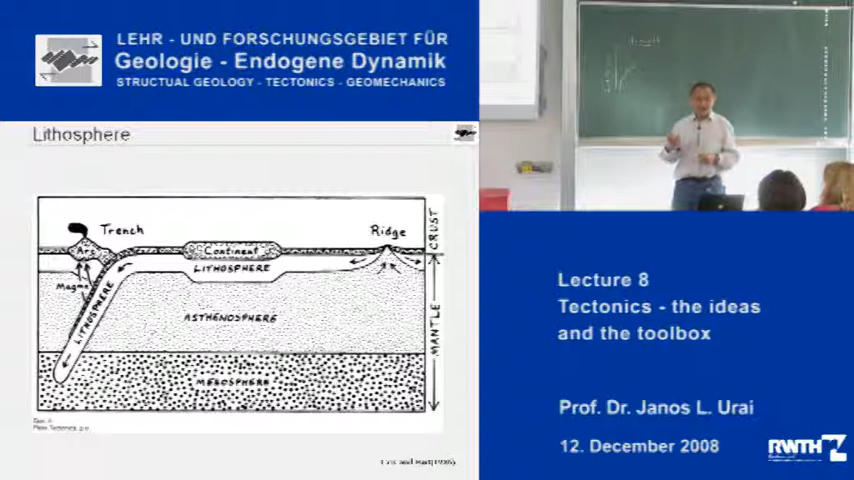 LEHR - UND FORSCHUNGSGEBIET FÜR
Geologie - Endogene Dynamik
STRUCTUAL GEOLOGY - TECTONICS - GEOMECHANICS
Lithosphere
Trench
Ridge
CRUST
Arc
Continent
LITHOSPHERE
Magma
LITHOSPHERE
ASTHENOSPHERE
MANTLE
MESOSPHERE
Lecture 8
Tectonics - the ideas
and the toolbox
Prof. Dr. Janos L. Urai
12. December 2008
RWTH